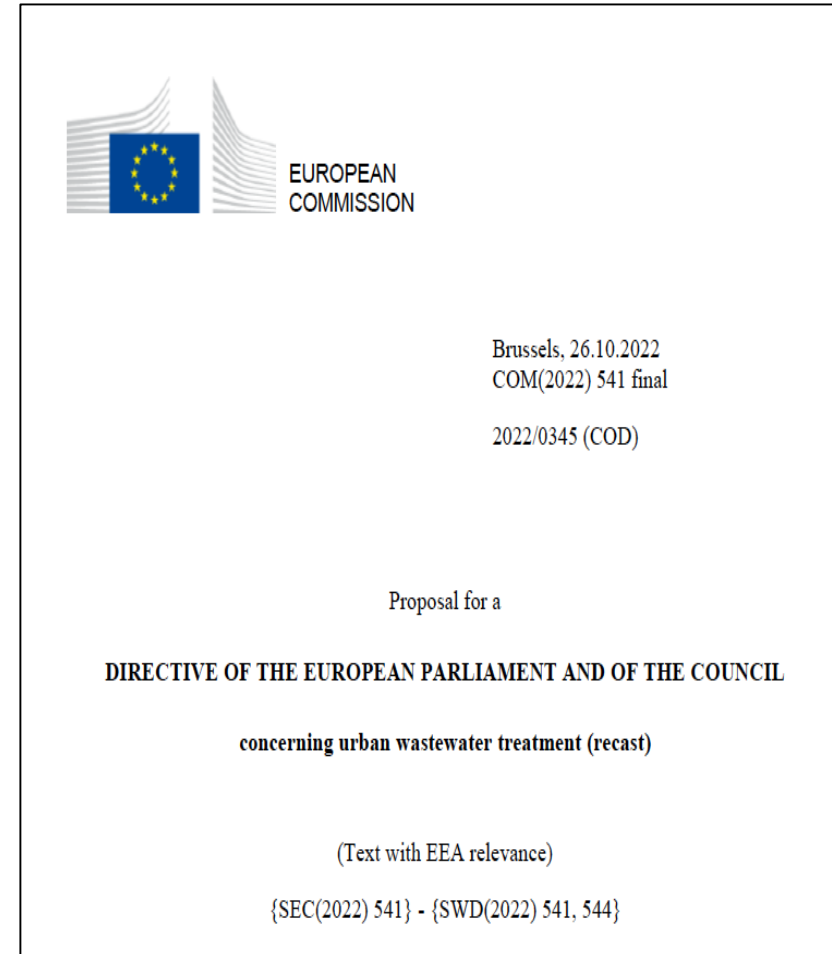 EUROPEAN
COMMISSION
Brussels, 26.10.2022
COM(2022) 541 final
2022/0345 (COD)
Proposal for a
DIRECTIVE OF THE EUROPEAN PARLIAMENT AND OF THE COUNCIL
concerning urban wastewater treatment (recast)
(Text with EEA relevance)
{SEC(2022) 541} - {SWD(2022) 541, 544}